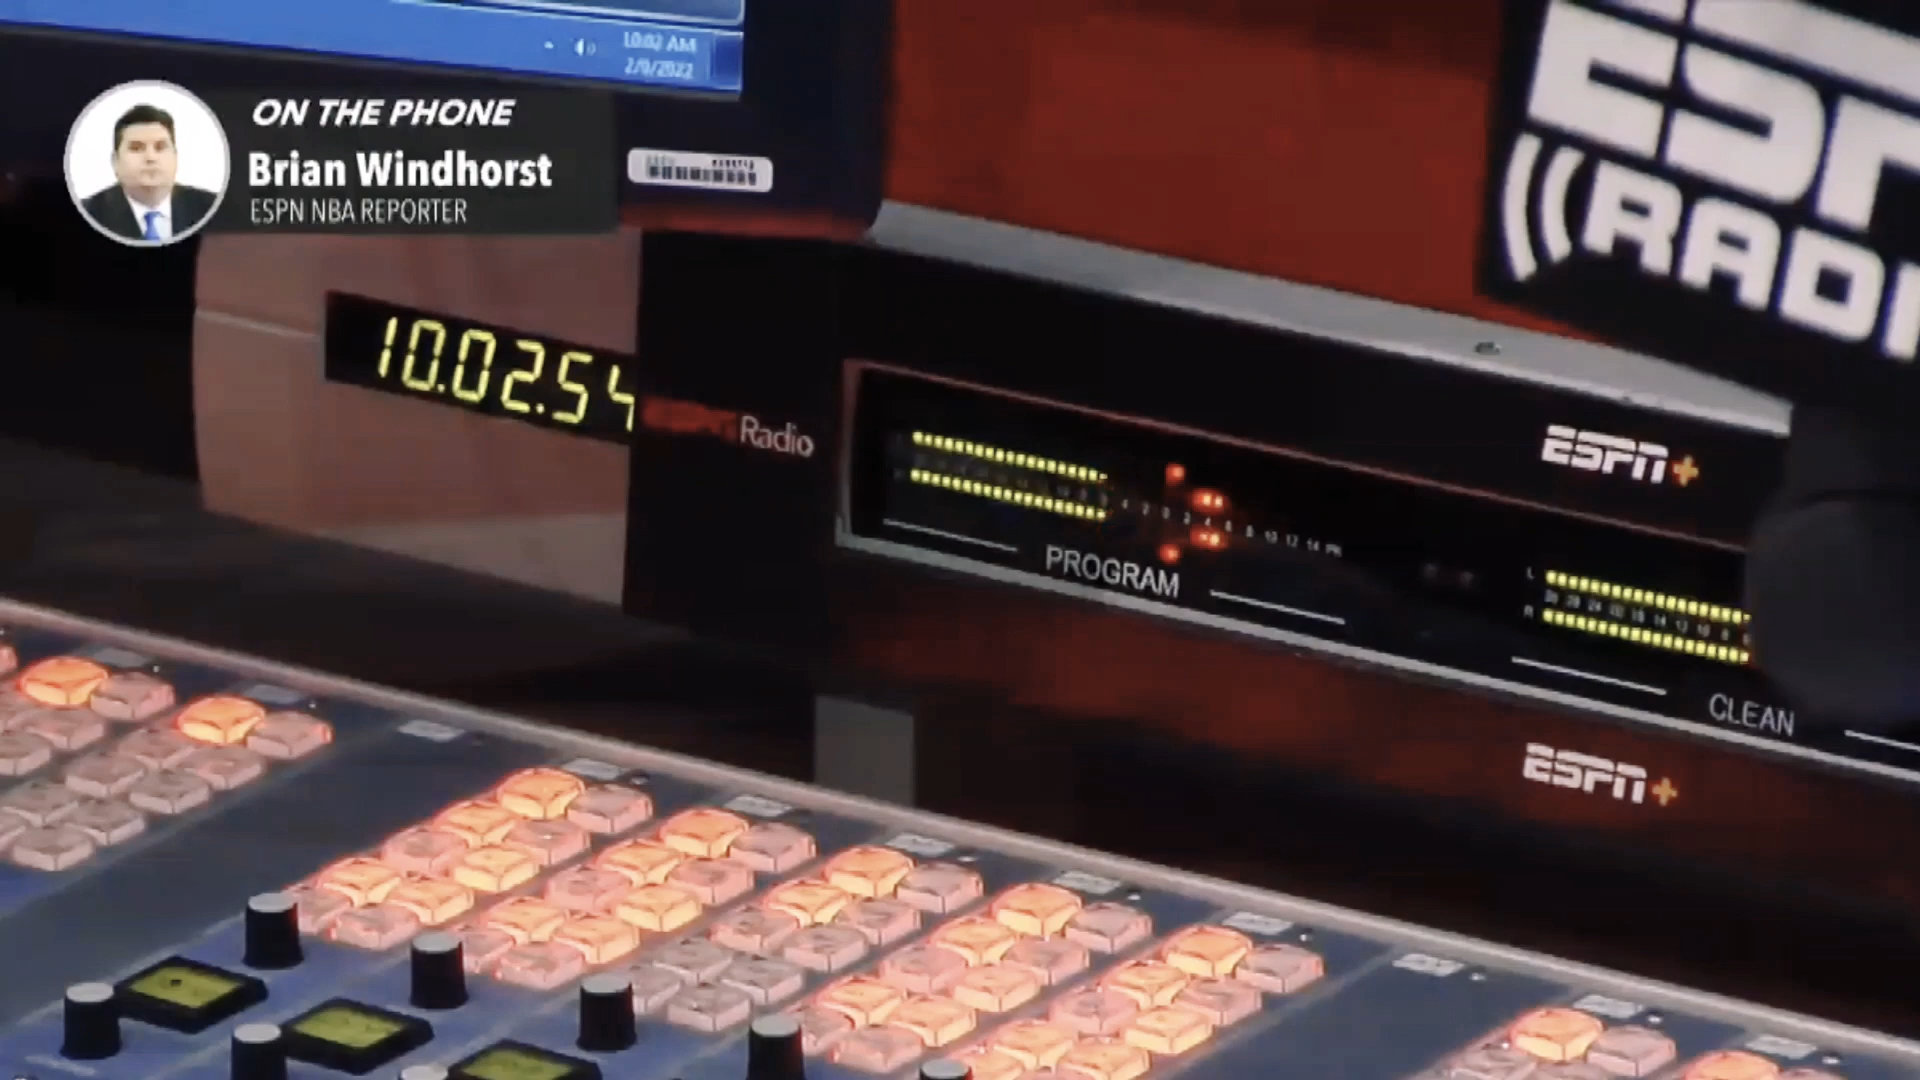 10:02 AM
2/9/2022
ON THE PHONE
Brian Windhorst
ESPN NBA REPORTER
ESPN
RADI
10.02.54
ESPN Radio
ESPN+
PROGRAM
L
R
CLEAN
ESPN+